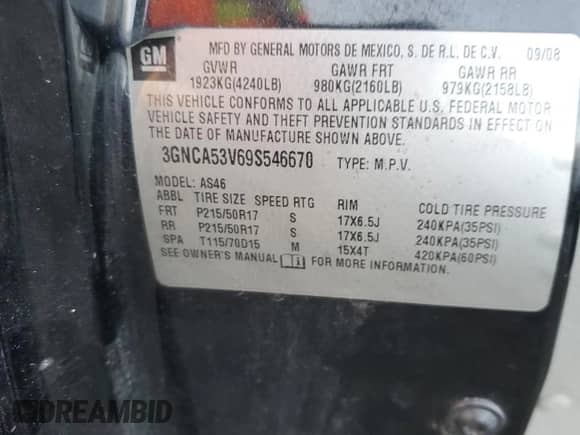 GM
MFD BY GENERAL MOTORS DE MEXICO, S. DE R.L. DE C.V. 09/08
GVWR GAWR FRT GAWR RR
1923KG(4240LB) 980KG(2160LB) 979KG(2158LB)
THIS VEHICLE CONFORMS TO ALL APPLICABLE U.S. FEDERAL MOTOR
VEHICLE SAFETY AND THEFT PREVENTION STANDARDS IN EFFECT ON
THE DATE OF MANUFACTURE SHOWN ABOVE.
3GNCA53V69S546670 TYPE: M.P.V.
MODEL: AS46
ABBL TIRE SIZE SPEED RTG RIM COLD TIRE PRESSURE
FRT P215/50R17 S 17X6.5J 240KPA(35PSI)
RR P215/50R17 S 17X6.5J 240KPA(35PSI)
SPA T115/70D15 M 15X4T 420KPA(60PSI)
SEE OWNER'S MANUAL i FOR MORE INFORMATION.
DREAMBID